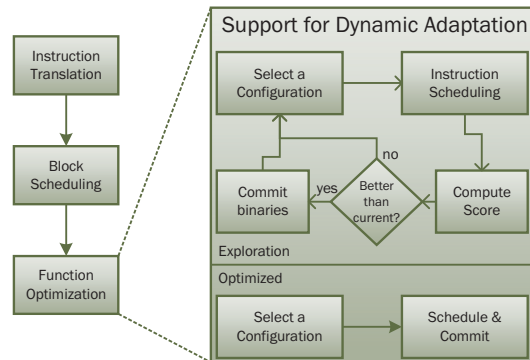 Instruction
Translation
Block
Scheduling
Function
Optimization
Support for Dynamic Adaptation
Select a
Configuration
Instruction
Scheduling
no
Commit
binaries
yes
Better
than
current?
Compute
Score
Exploration
Optimized
Select a
Configuration
Schedule &
Commit